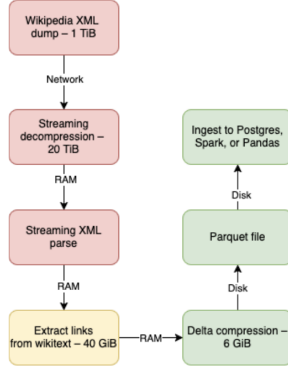 Wikipedia XML
dump – 1 TiB
Network
Streaming
decompression –
20 TiB
RAM
Streaming XML
parse
RAM
Extract links
from wikitext – 40 GiB
RAM
Delta compression –
6 GiB
Disk
Parquet file
Disk
Ingest to Postgres,
Spark, or Pandas